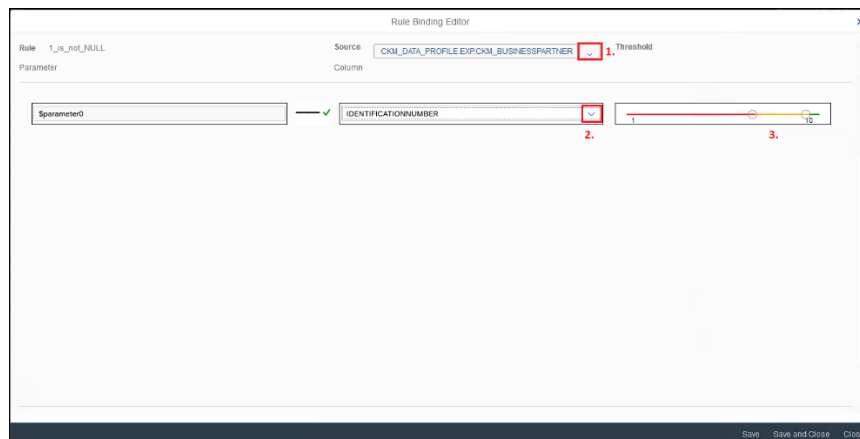 Rule Binding Editor
Rule 1_is_not_NULL
Source CKM_DATA_PROFILE.EXP.CKM_BUSINESSPARTNER 1. Threshold
Parameter
Column
$parameter0
IDENTIFICATIONNUMBER
1 10
2. 3.
Save Save and Close Clos